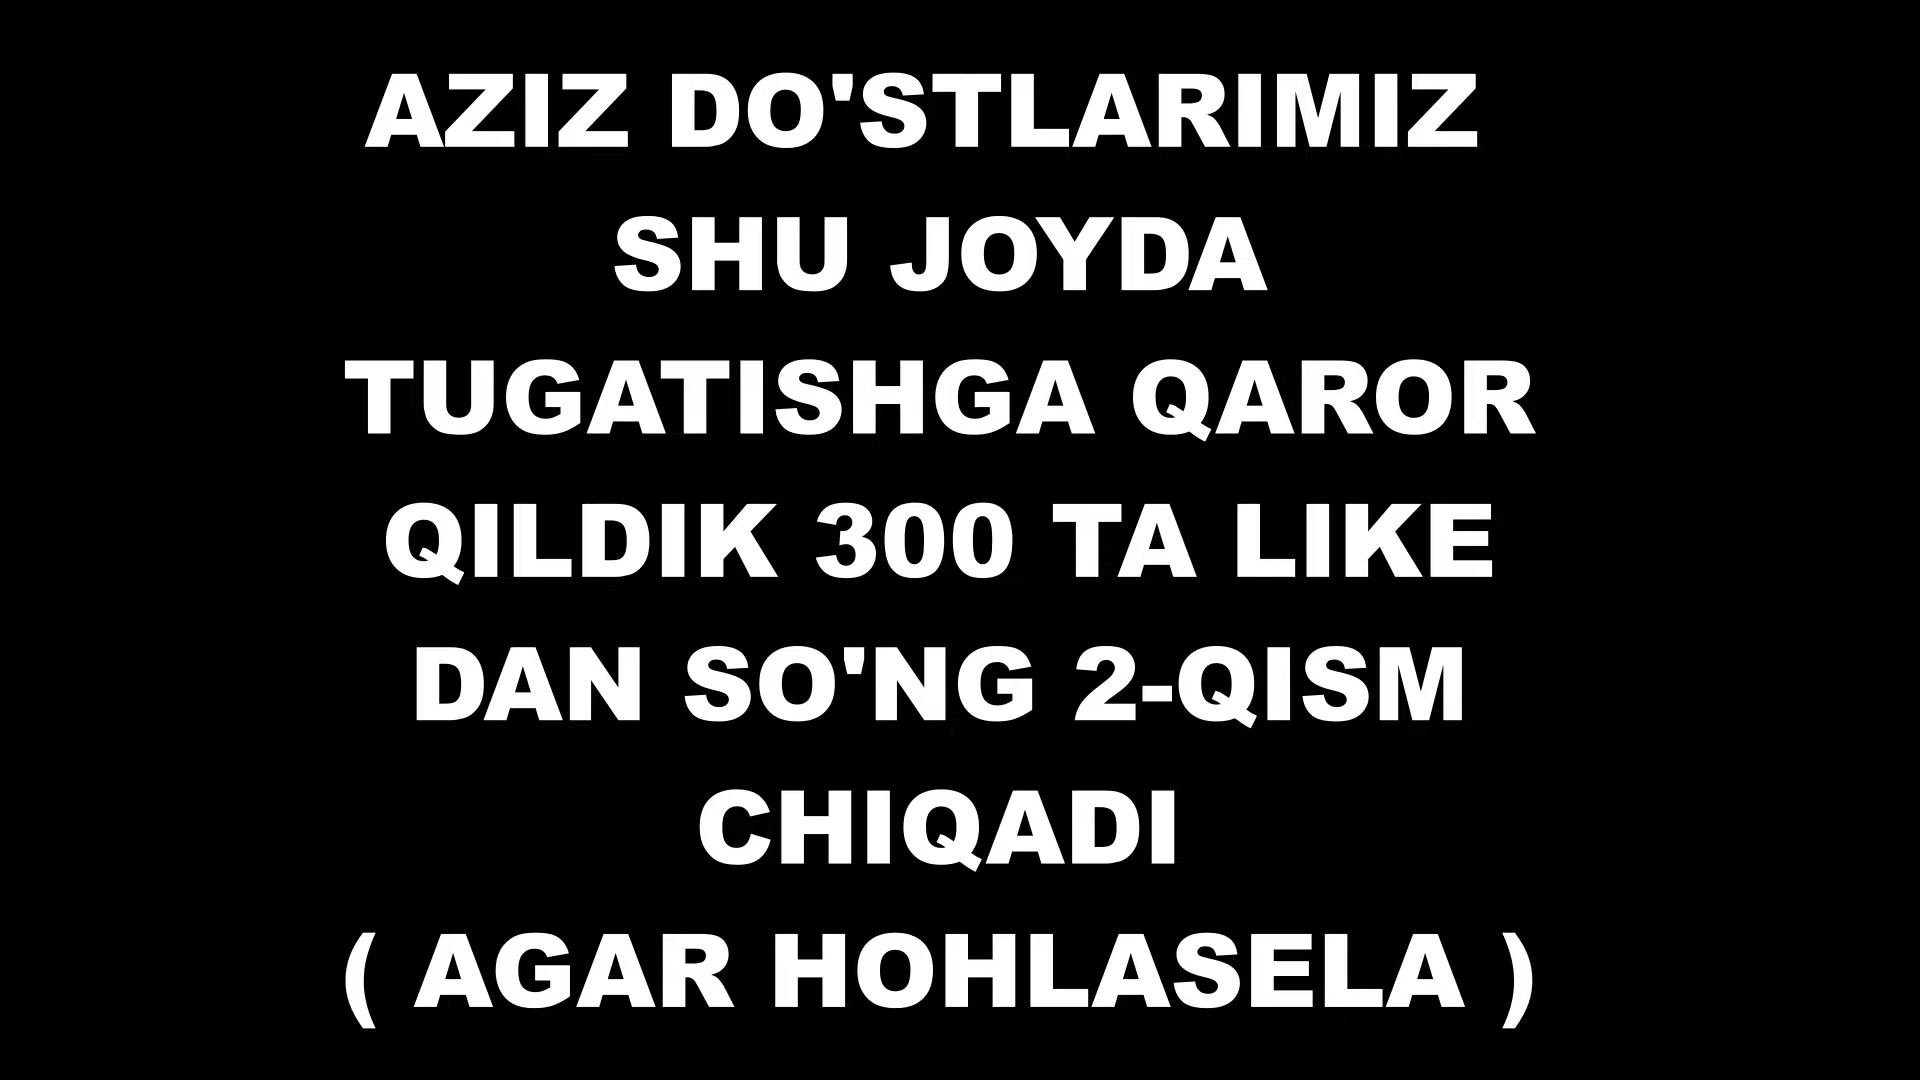 AZIZ DO'STLARIMIZ
SHU JOYDA
TUGATISHGA QAROR
QILDIK 300 TA LIKE
DAN SO'NG 2-QISM
CHIQADI
( AGAR HOHLASELA )